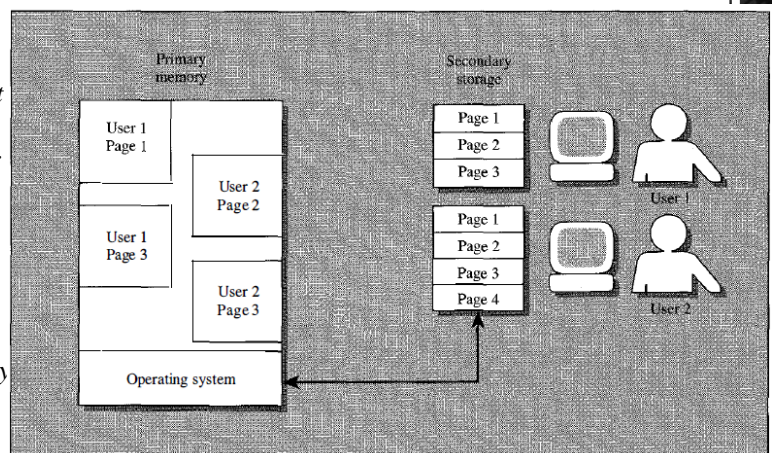 Primary
memory
User 1
Page 1
User 2
Page 2
User 1
Page 3
User 2
Page 3
Operating system
Secondary
storage
Page 1
Page 2
Page 3
User 1
Page 1
Page 2
Page 3
Page 4
User 2